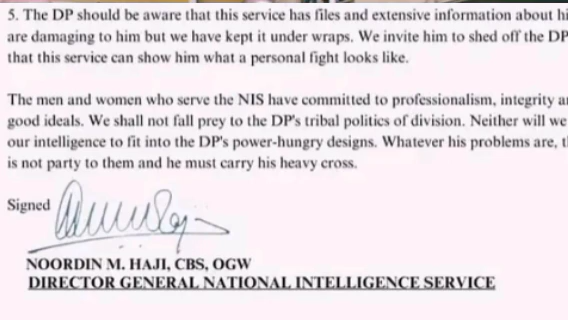 5. The DP should be aware that this service has files and extensive information about
are damaging to him but we have kept it under wraps. We invite him to shed off the DP
that this service can show him what a personal fight looks like.
The men and women who serve the NIS have committed to professionalism, integrity
good ideals. We shall not fall prey to the DP's tribal politics of division. Neither will we
our intelligence to fit into the DP's power-hungry designs. Whatever his problems are,
is not party to them and he must carry his heavy cross.
Signed
NOORDIN M. HAJI, CBS, OGW
DIRECTOR GENERAL NATIONAL INTELLIGENCE SERVICE